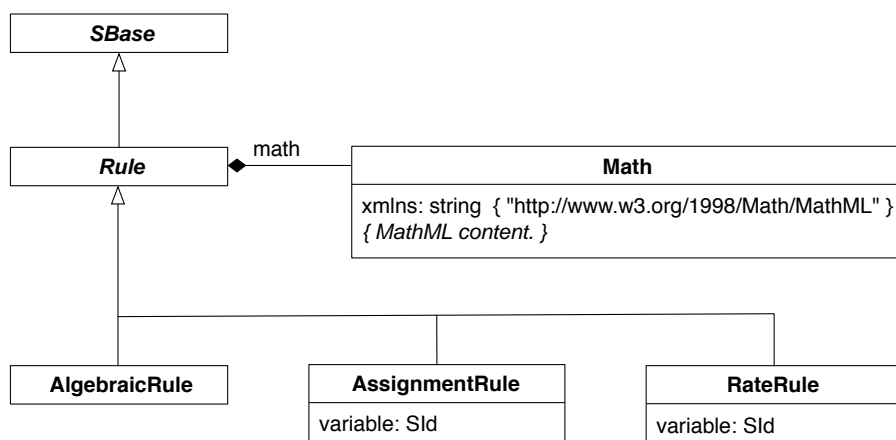 SBase
Rule
math
Math
xmlns: string { "http://www.w3.org/1998/Math/MathML" }
{ MathML content. }
AlgebraicRule
AssignmentRule
RateRule
variable: SId
variable: SId